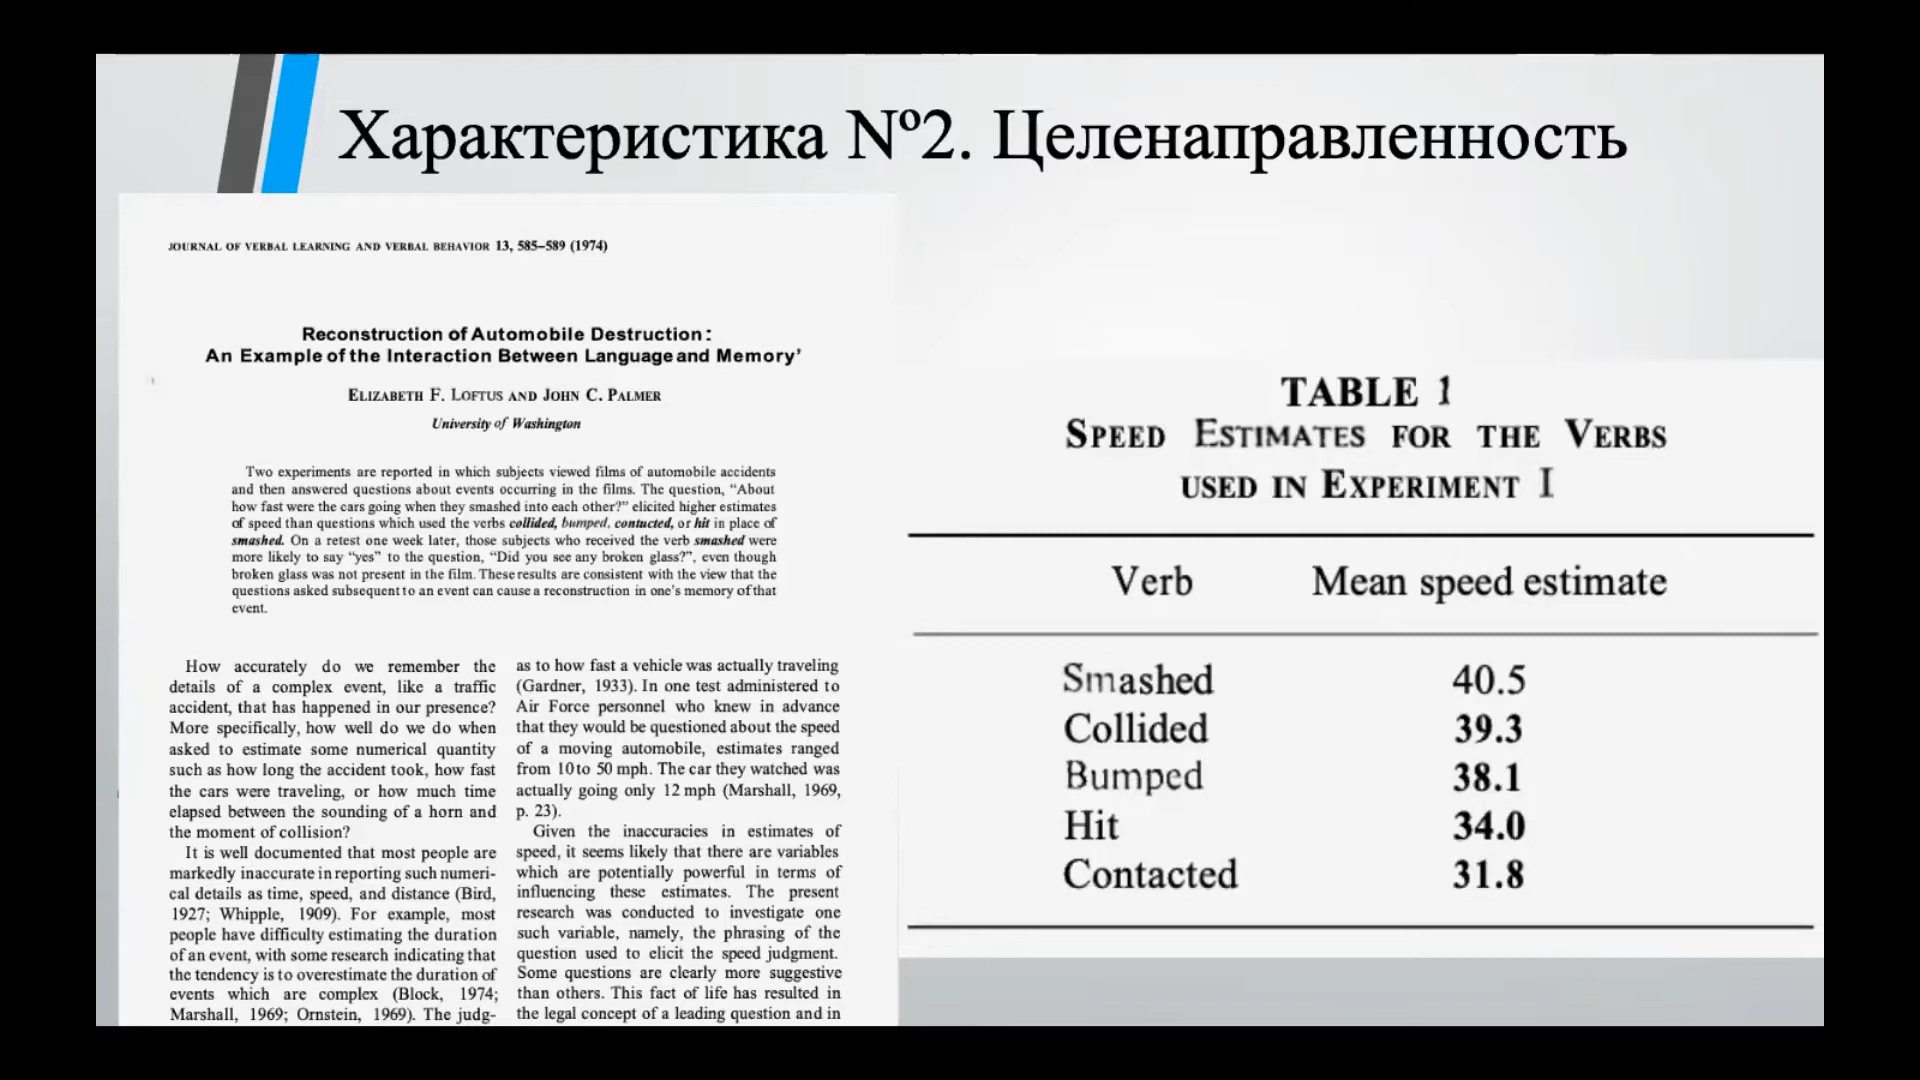 Характеристика №2. Целенаправленность
JOURNAL OF VERBAL LEARNING AND VERBAL BEHAVIOR 13, 585–589 (1974)
Reconstruction of Automobile Destruction:
An Example of the Interaction Between Language and Memory'
ELIZABETH F. LOFTUS AND JOHN C. PALMER
University of Washington
Two experiments are reported in which subjects viewed films of automobile accidents
and then answered questions about events occurring in the films. The question, “About
how fast were the cars going when they smashed into each other?” elicited higher estimates
of speed than questions which used the verbs collided, bumped, contacted, or hit in place of
smashed. On a retest one week later, those subjects who received the verb smashed were
more likely to say “yes” to the question, “Did you see any broken glass?”, even though
broken glass was not present in the film. These results are consistent with the view that the
questions asked subsequent to an event can cause a reconstruction in one's memory of that
event.
How accurately do we remember the
details of a complex event, like a traffic
accident, that has happened in our presence?
More specifically, how well do we do when
asked to estimate some numerical quantity
such as how long the accident took, how fast
the cars were traveling, or how much time
elapsed between the sounding of a horn and
the moment of collision?
It is well documented that most people are
markedly inaccurate in reporting such numeri-
cal details as time, speed, and distance (Bird,
1927; Whipple, 1909). For example, most
people have difficulty estimating the duration
of an event, with some research indicating that
the tendency is to overestimate the duration of
events which are complex (Block, 1974;
Marshall, 1969; Ornstein, 1969). The judg-
as to how fast a vehicle was actually traveling
(Gardner, 1933). In one test administered to
Air Force personnel who knew in advance
that they would be questioned about the speed
of a moving automobile, estimates ranged
from 10 to 50 mph. The car they watched was
actually going only 12 mph (Marshall, 1969,
p. 23).
Given the inaccuracies in estimates of
speed, it seems likely that there are variables
which are potentially powerful in terms of
influencing these estimates. The present
research was conducted to investigate one
such variable, namely, the phrasing of the
question used to elicit the speed judgment.
Some questions are clearly more suggestive
than others. This fact of life has resulted in
the legal concept of a leading question and in
TABLE 1
SPEED ESTIMATES FOR THE VERBS
USED IN EXPERIMENT I
Verb Mean speed estimate
Smashed 40.5
Collided 39.3
Bumped 38.1
Hit 34.0
Contacted 31.8